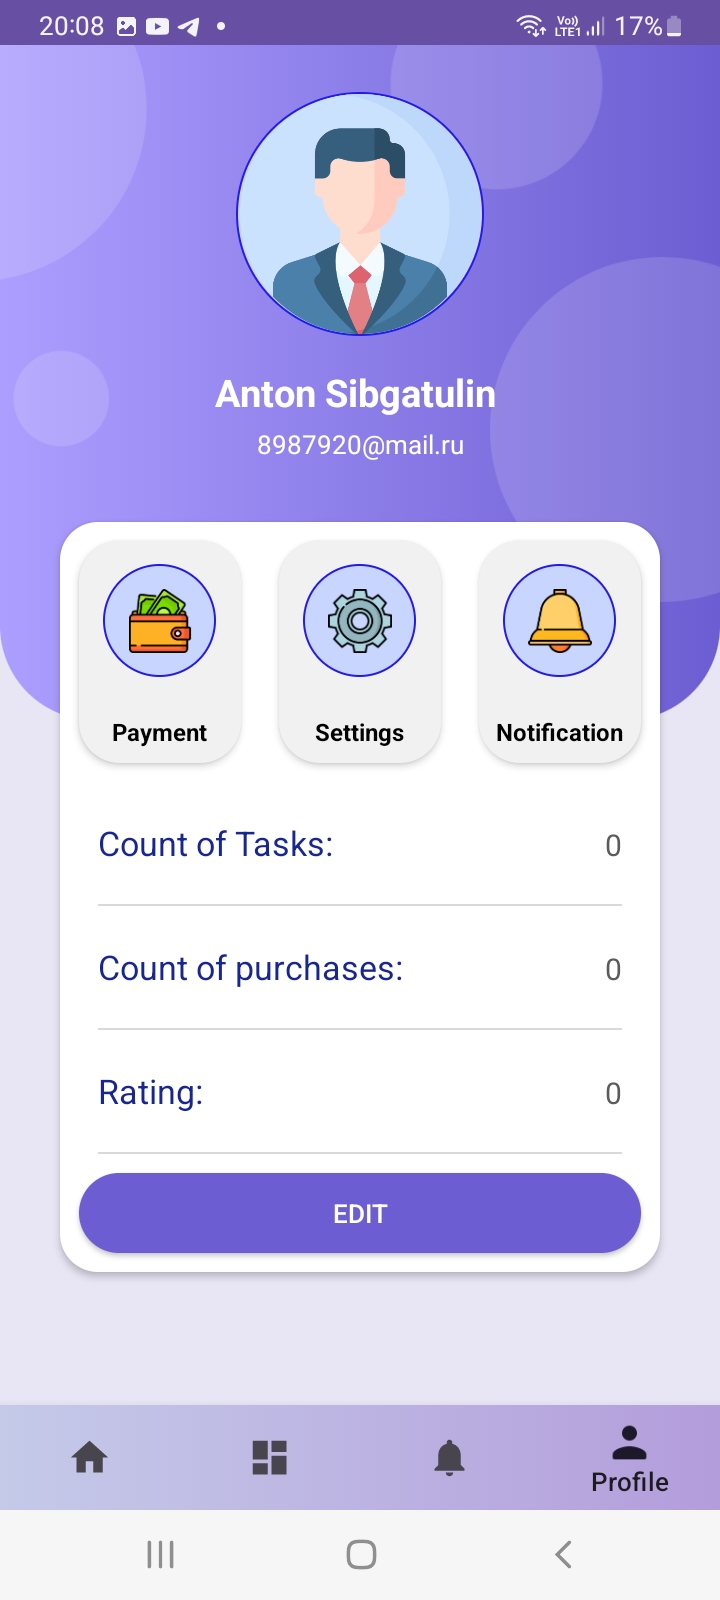 20:08
Vo)) LTE1 17%
Anton Sibgatulin
8987920@mail.ru
Payment Settings Notification
Count of Tasks: 0
Count of purchases: 0
Rating: 0
EDIT
Profile